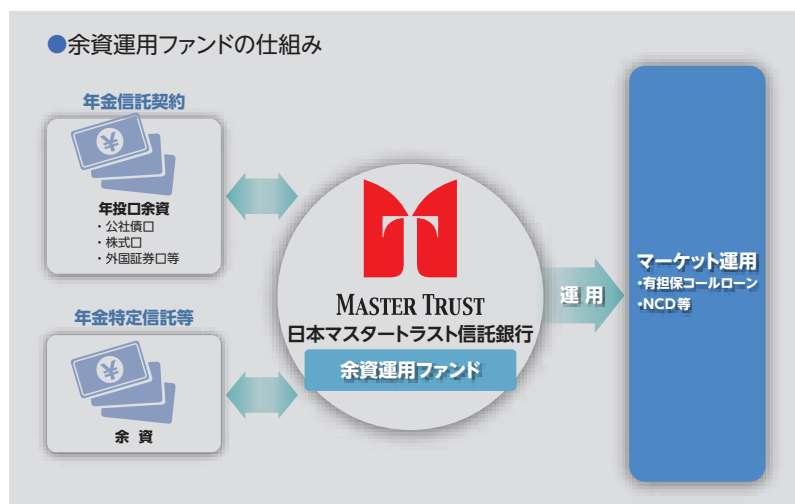 ●余資運用ファンドの仕組み
年金信託契約
¥
年投口余資
・公社債口
・株式口
・外国証券口等
年金特定信託等
¥
余 資
MASTER TRUST
日本マスタートラスト信託銀行
余資運用ファンド
運 用
マーケット運用
・有担保コールローン
・NCD等